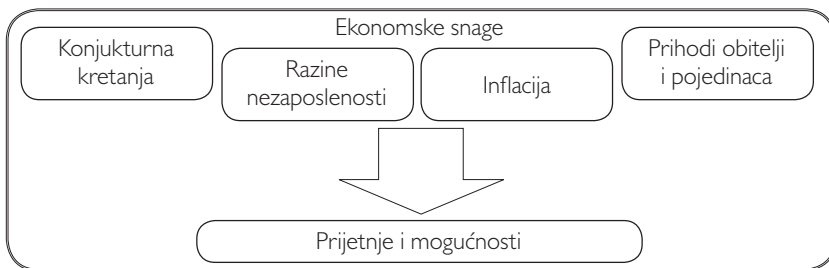 Ekonomske snage
Konjukturna
kretanja
Razine
nezaposlenosti
Inflacija
Prihodi obitelji
i pojedinaca
Prijetnje i mogućnosti